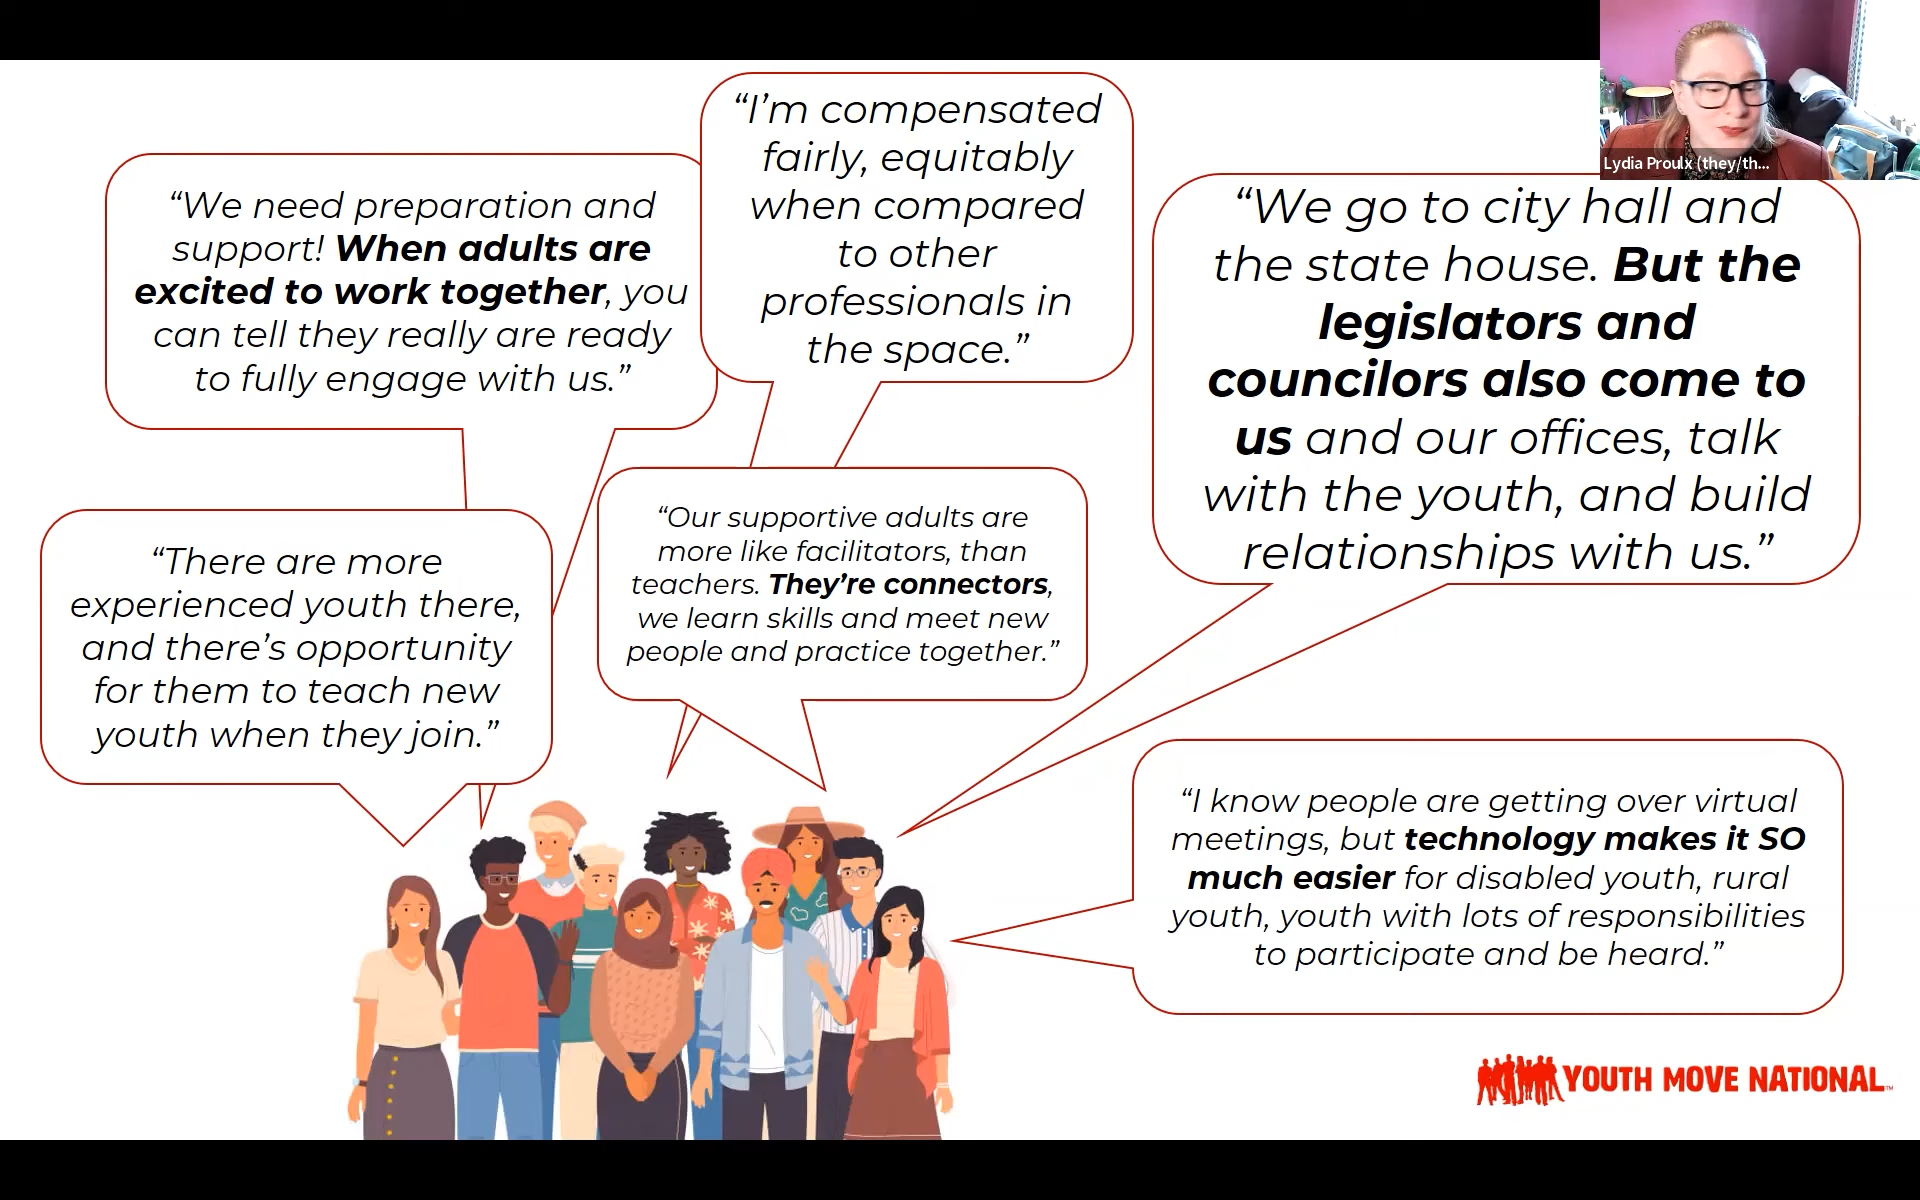 Lydia Proulx (they/th...
“We need preparation and
support! When adults are
excited to work together, you
can tell they really are ready
to fully engage with us.”
“I’m compensated
fairly, equitably
when compared
to other
professionals in
the space.”
“We go to city hall and
the state house. But the
legislators and
councilors also come to
us and our offices, talk
with the youth, and build
relationships with us.”
“There are more
experienced youth there,
and there’s opportunity
for them to teach new
youth when they join.”
“Our supportive adults are
more like facilitators, than
teachers. They’re connectors,
we learn skills and meet new
people and practice together.”
“I know people are getting over virtual
meetings, but technology makes it SO
much easier for disabled youth, rural
youth, youth with lots of responsibilities
to participate and be heard.”
YOUTH MOVE NATIONAL™